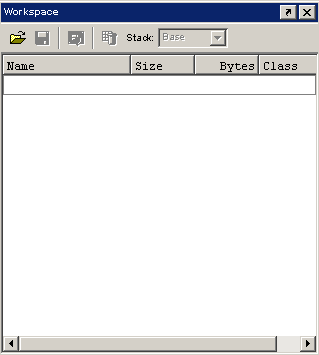 Workspace
Stack: Base
Name Size Bytes Class